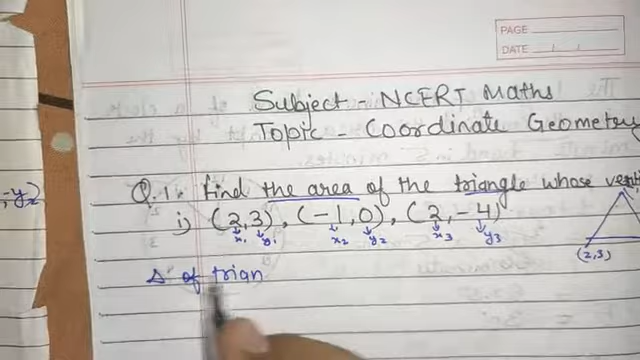 PAGE
DATE
Subject - NCERT Maths
Topic - Coordinate Geometry
-y2)
Q.1. Find the area of the triangle whose
i) (2,3), (-1,0), (2,-4)
x₁ y₁ x₂ y₂ x₃ y₃
(2,3)
Δ of trian